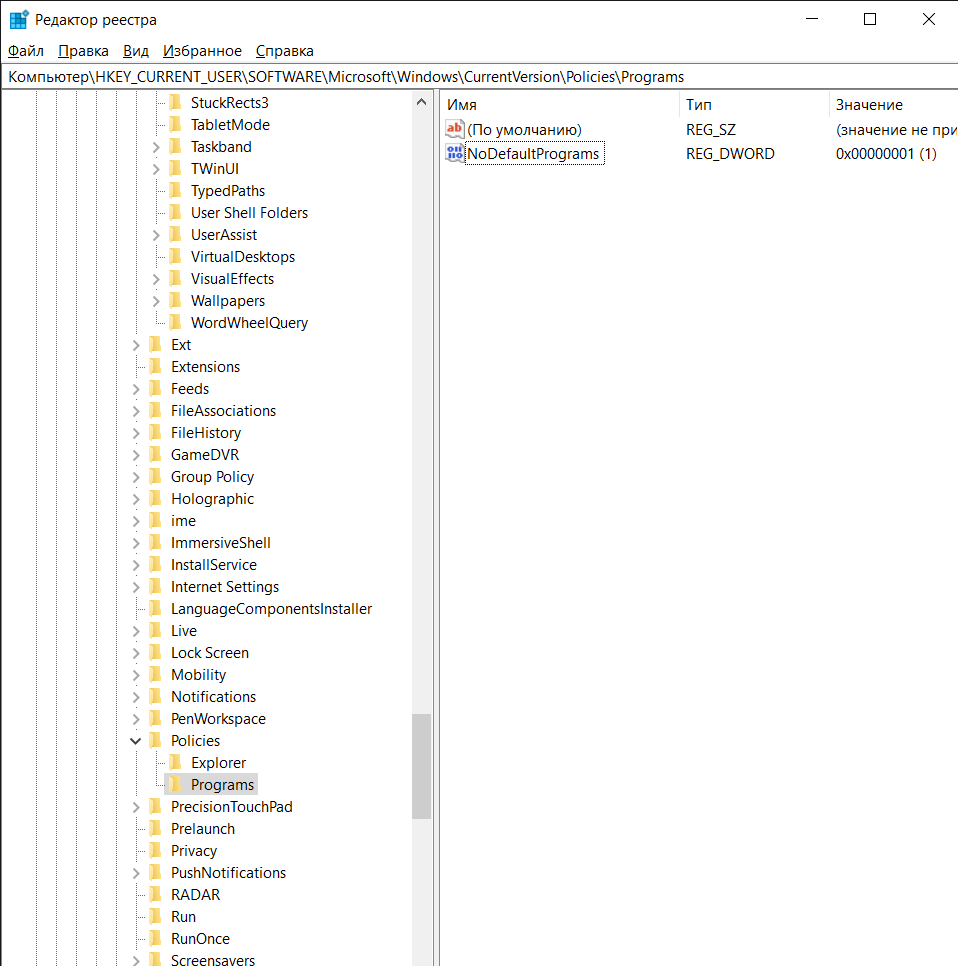 Редактор реестра
Файл Правка Вид Избранное Справка
Компьютер\HKEY_CURRENT_USER\SOFTWARE\Microsoft\Windows\CurrentVersion\Policies\Programs
StuckRects3
TabletMode
Taskband
TWinUI
TypedPaths
User Shell Folders
UserAssist
VirtualDesktops
VisualEffects
Wallpapers
WordWheelQuery
Ext
Extensions
Feeds
FileAssociations
FileHistory
GameDVR
Group Policy
Holographic
ime
ImmersiveShell
InstallService
Internet Settings
LanguageComponentsInstaller
Live
Lock Screen
Mobility
Notifications
PenWorkspace
Policies
Explorer
Programs
PrecisionTouchPad
Prelaunch
Privacy
PushNotifications
RADAR
Run
RunOnce
Screensavers
Имя Тип Значение
ab (По умолчанию) REG_SZ (значение не при
NoDefaultPrograms REG_DWORD 0x00000001 (1)